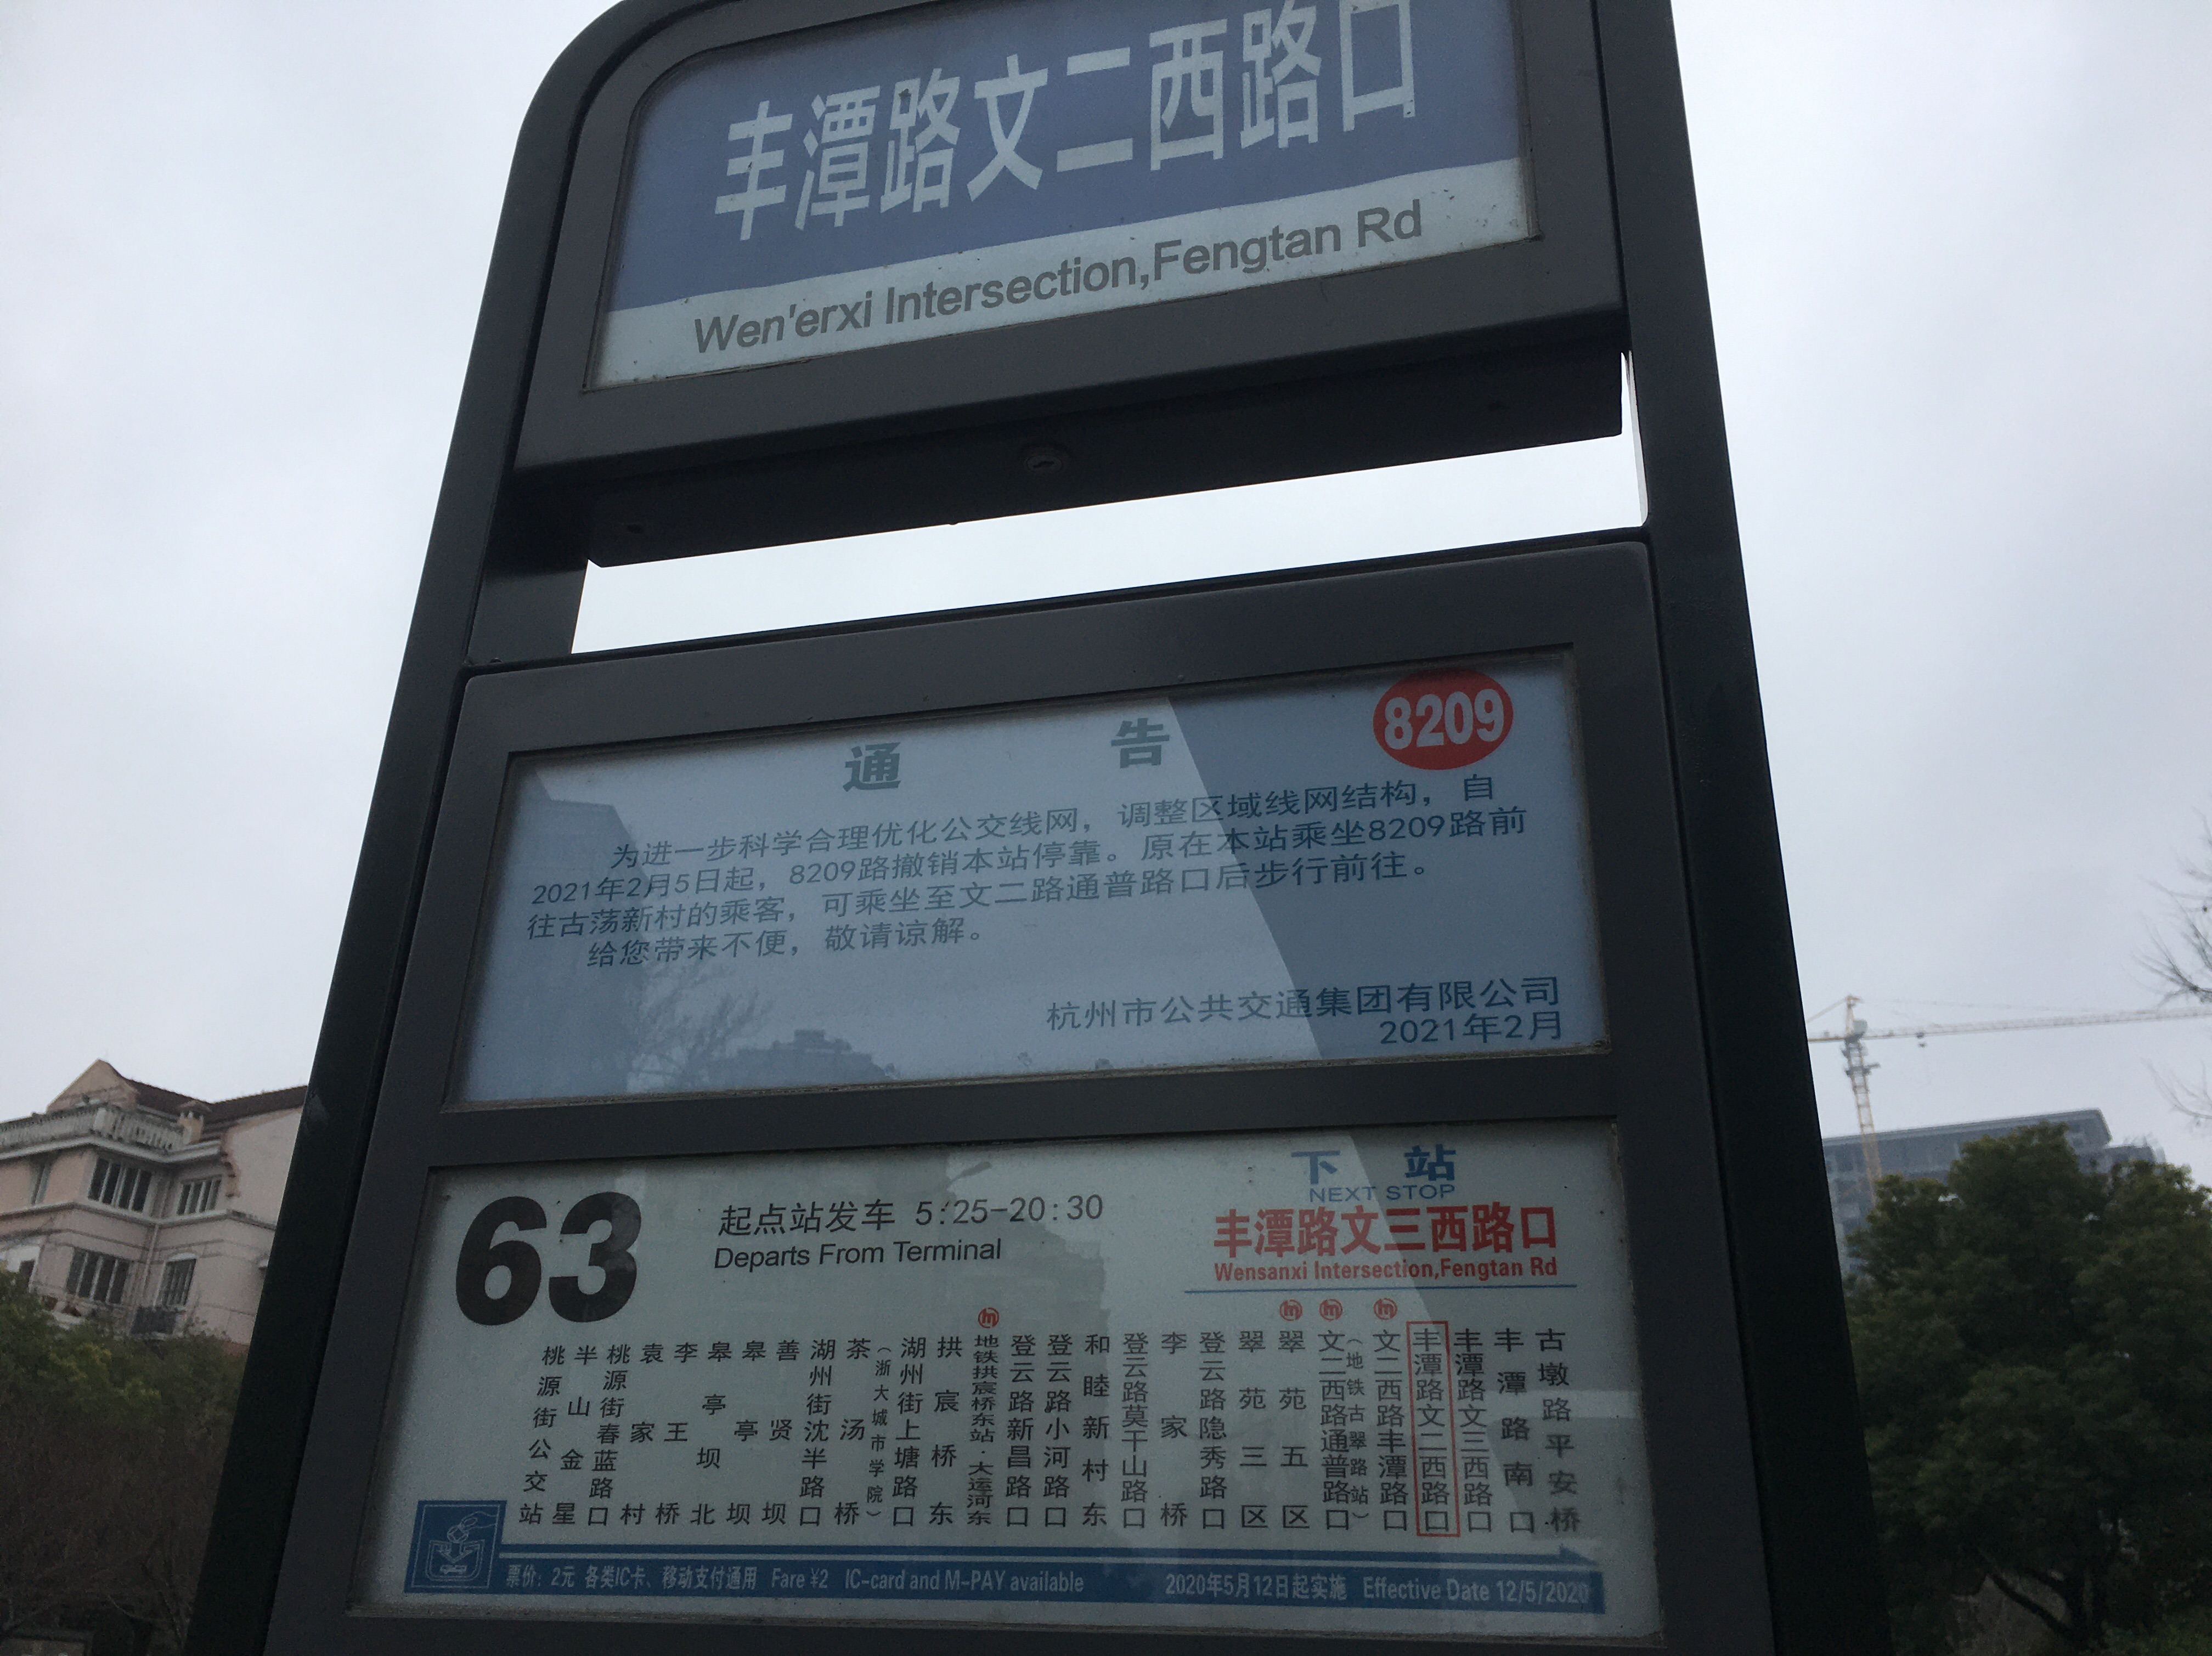 丰潭路文二西路口
Wen'erxi Intersection,Fengtan Rd
8209
通 告
为进一步科学合理优化公交线网，调整区域线网结构，自
2021年2月5日起，8209路撤销本站停靠。原在本站乘坐8209路前
往古荡新村的乘客，可乘坐至文二路通普路口后步行前往。
给您带来不便，敬请谅解。
杭州市公共交通集团有限公司
2021年2月
63
起点站发车 5:25-20:30
Departs From Terminal
下 站
NEXT STOP
丰潭路文三西路口
Wensanxi Intersection,Fengtan Rd
桃源街公交站
半山金星
桃源街春蓝路口
袁家村
李王桥
皋亭坝北
皋亭坝
善贤坝
湖州街沈半路口
茶汤桥
（浙大城市学院）
湖州街上塘路口
拱宸桥东
地铁拱宸桥东站·大运河东
登云路新昌路口
登云路小河路口
和睦新村东
登云路莫干山路口
李家桥
登云路隐秀路口
翠苑三区
翠苑五区
文二西路通普路口
（地铁古翠路站）
文二西路丰潭路口
丰潭路文二西路口
丰潭路文三西路口
丰潭路南口
古墩路平安桥
票价：2元 各类IC卡、移动支付通用 Fare ¥2 IC-card and M-PAY available
2020年5月12日起实施 Effective Date 12/5/2020